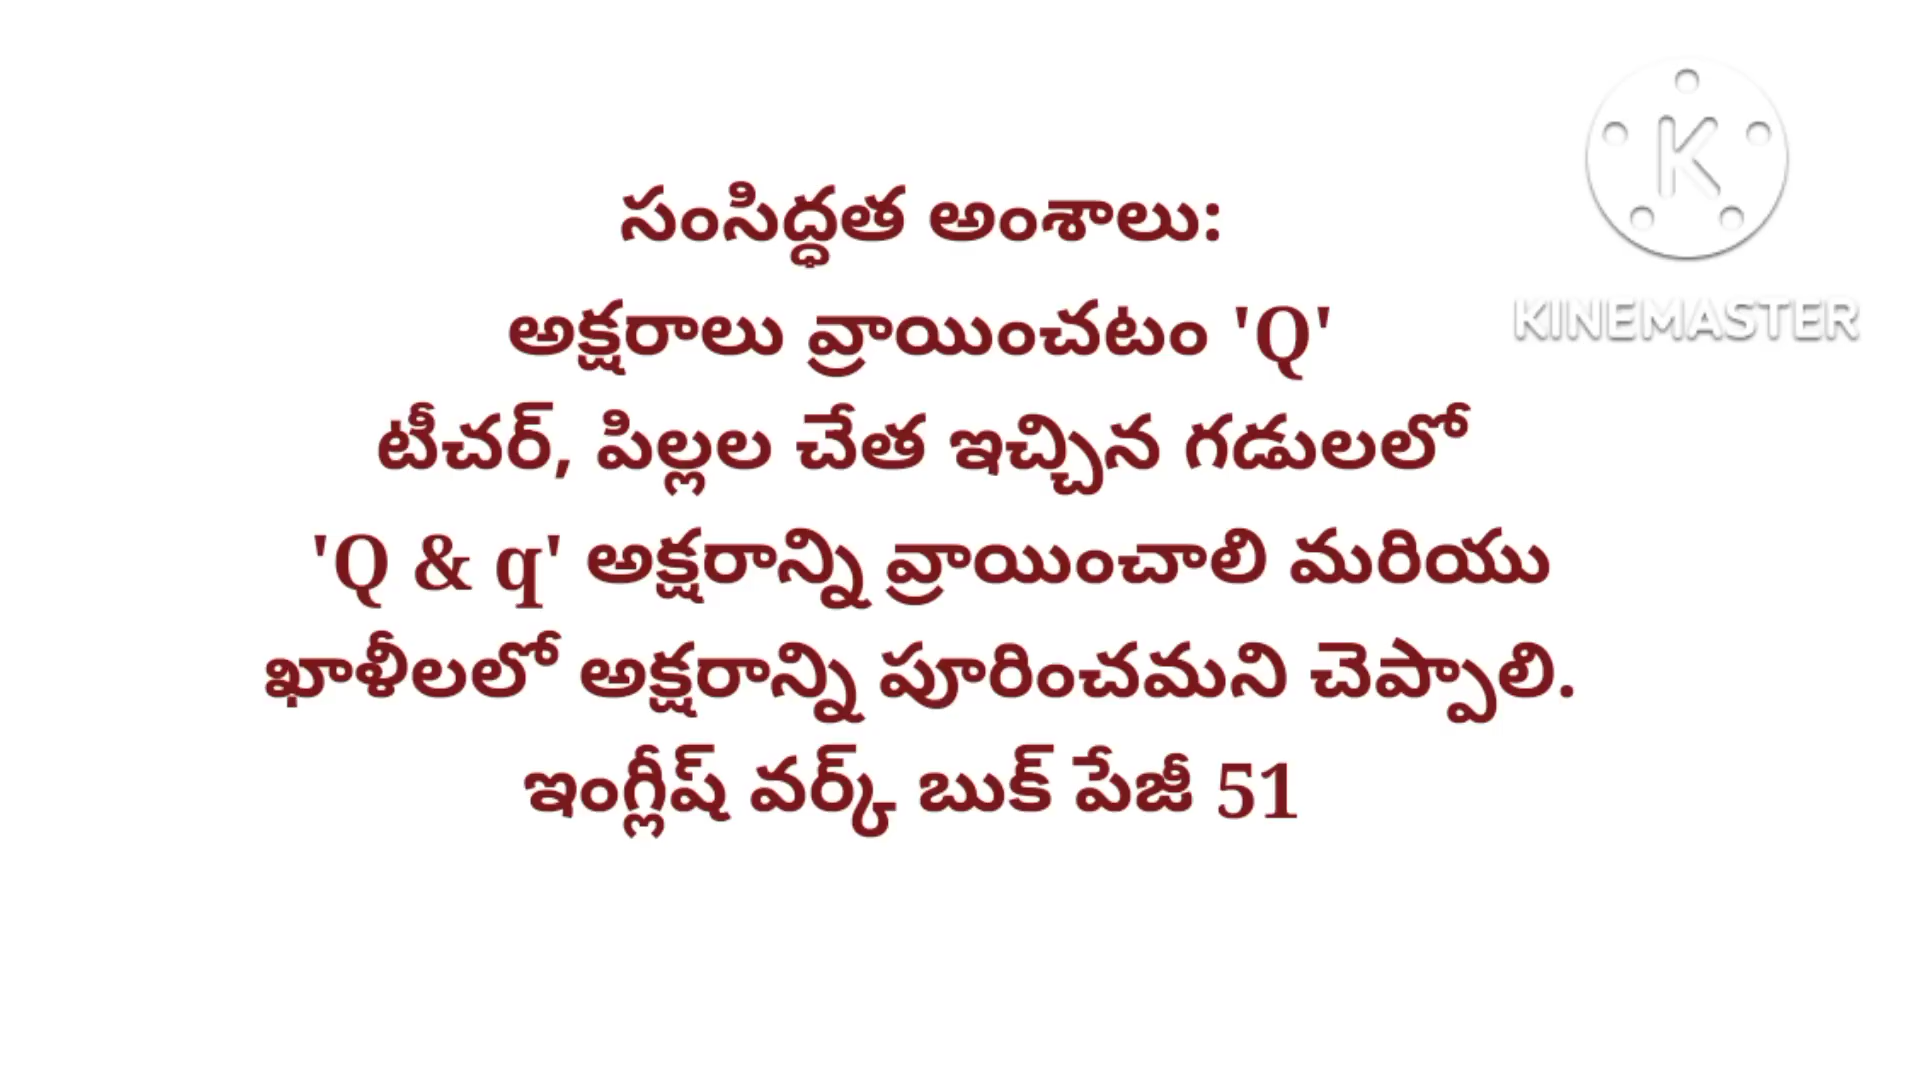 సంసిద్ధత అంశాలు:
అక్షరాలు వ్రాయించటం 'Q'
టీచర్, పిల్లల చేత ఇచ్చిన గడులలో
'Q & q' అక్షరాన్ని వ్రాయించాలి మరియు
ఖాళీలలో అక్షరాన్ని పూరించమని చెప్పాలి.
ఇంగ్లీష్ వర్క్ బుక్ పేజీ 51
K
KINEMASTER